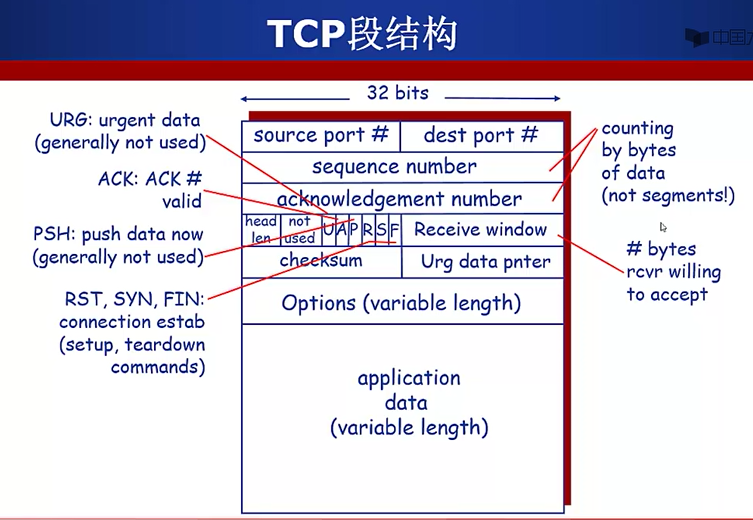 TCP段结构
中国大
32 bits
URG: urgent data
(generally not used)
ACK: ACK #
valid
PSH: push data now
(generally not used)
RST, SYN, FIN:
connection estab
(setup, teardown
commands)
source port #
dest port #
sequence number
acknowledgement number
head
len
not
used
U
A
P
R
S
F
Receive window
checksum
Urg data pnter
Options (variable length)
application
data
(variable length)
counting
by bytes
of data
(not segments!)
# bytes
rcvr willing
to accept